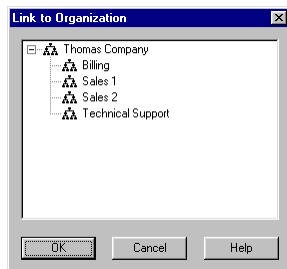 Link to Organization
Thomas Company
Billing
Sales 1
Sales 2
Technical Support
OK
Cancel
Help